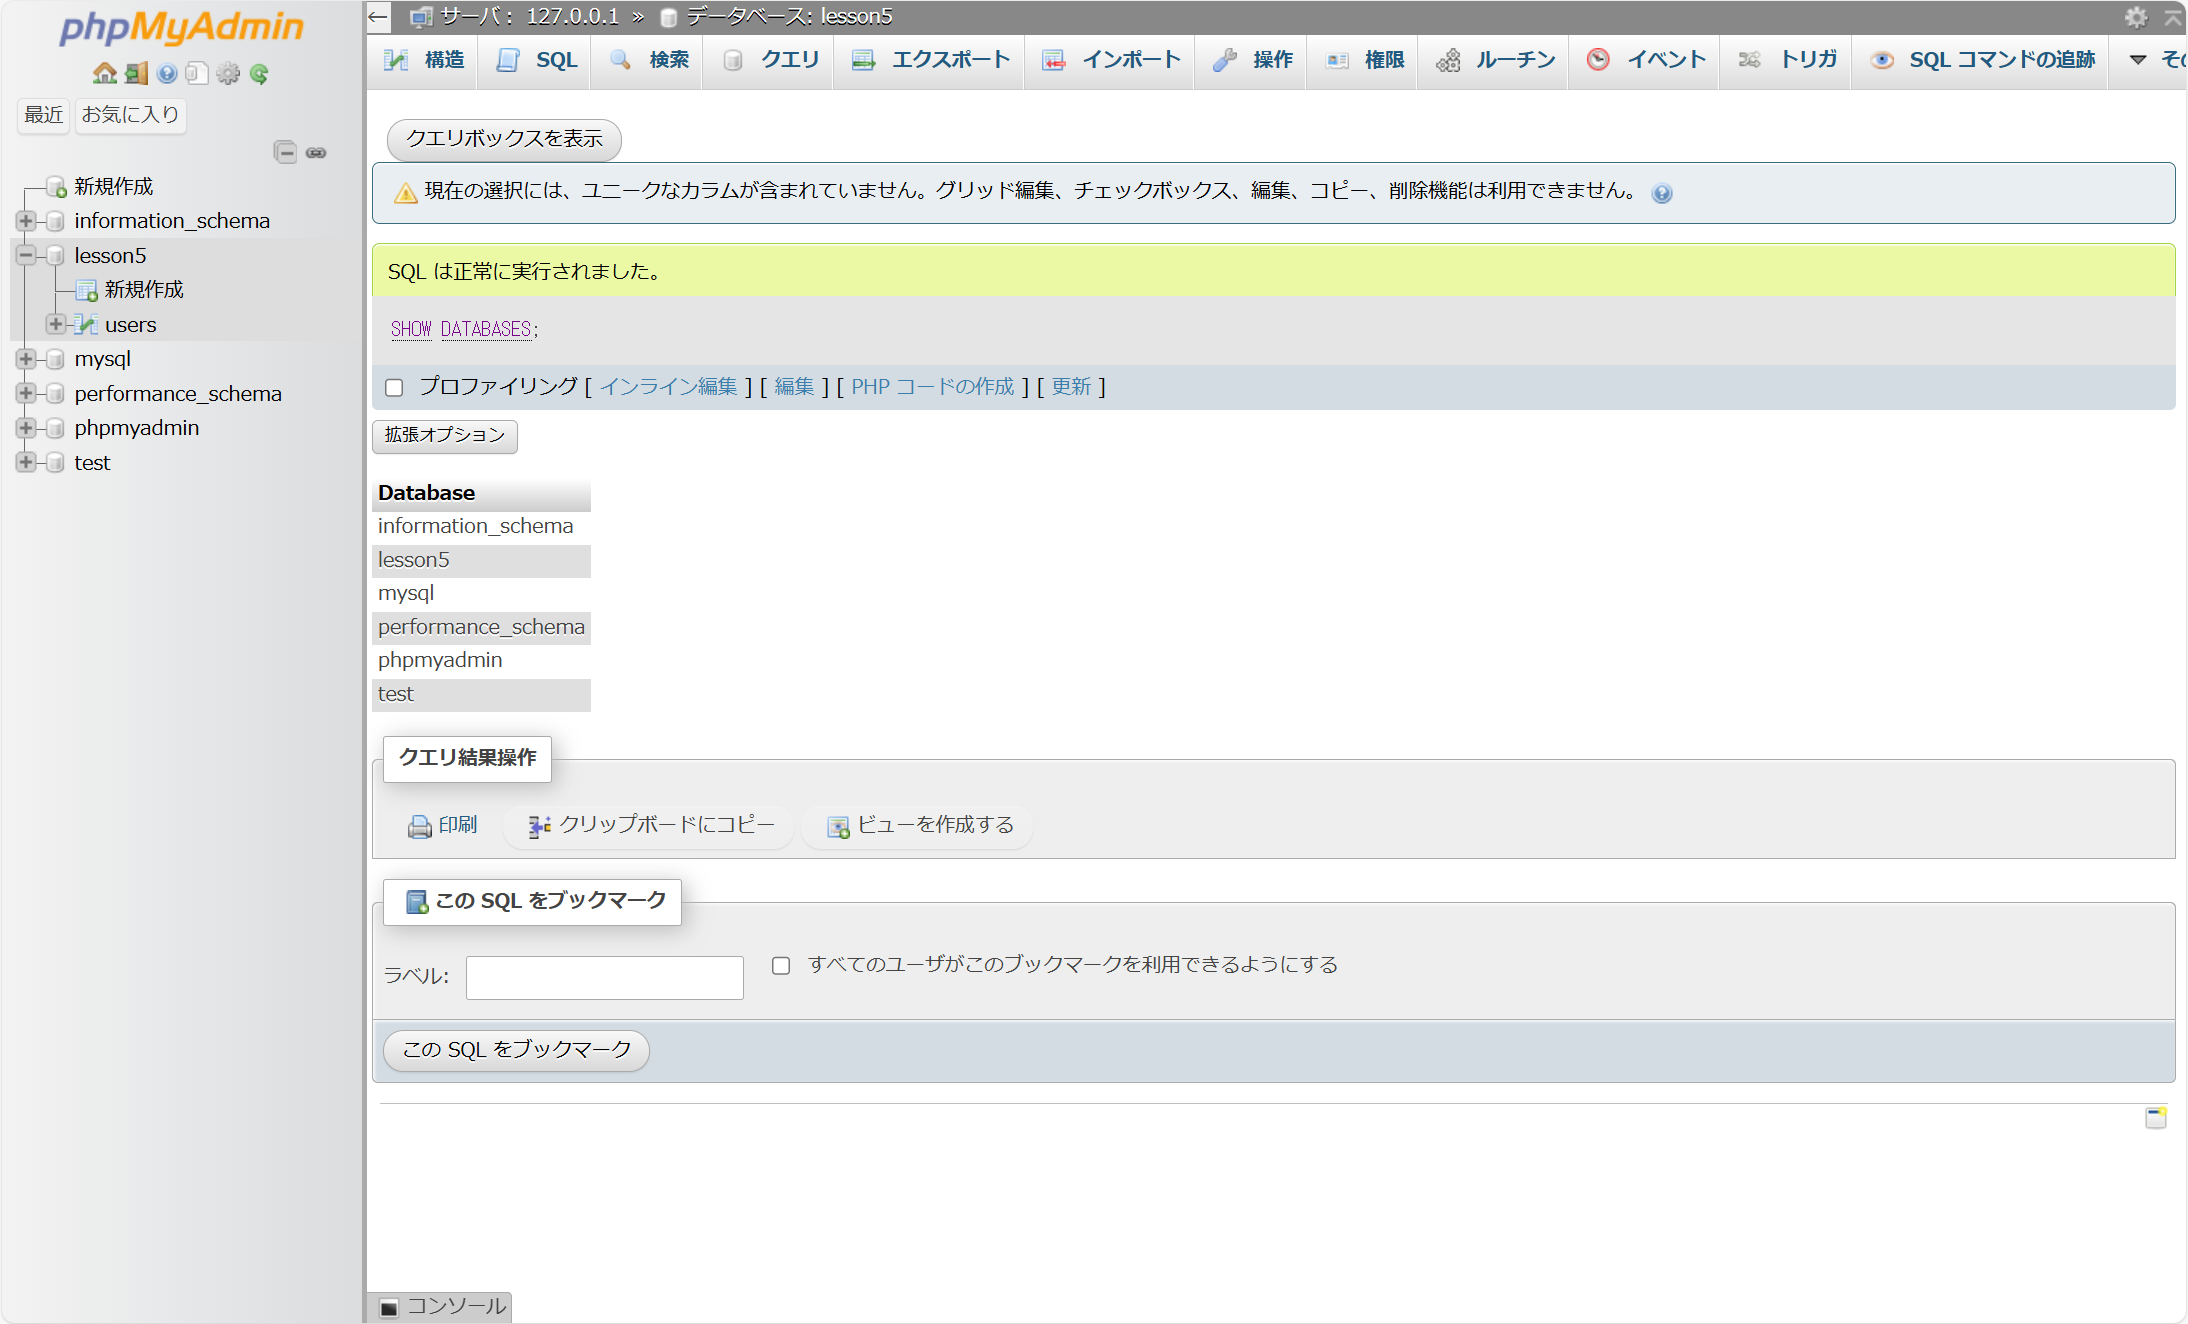 phpMyAdmin
最近 お気に入り
新規作成
information_schema
lesson5
新規作成
users
mysql
performance_schema
phpmyadmin
test
サーバ: 127.0.0.1 » データベース: lesson5
構造 SQL 検索 クエリ エクスポート インポート 操作 権限 ルーチン イベント トリガ SQL コマンドの追跡
クエリボックスを表示
現在の選択には、ユニークなカラムが含まれていません。グリッド編集、チェックボックス、編集、コピー、削除機能は利用できません。
SQL は正常に実行されました。
SHOW DATABASES;
プロファイリング [ インライン編集 ] [ 編集 ] [ PHP コードの作成 ] [ 更新 ]
拡張オプション
Database
information_schema
lesson5
mysql
performance_schema
phpmyadmin
test
クエリ結果操作
印刷 クリップボードにコピー ビューを作成する
この SQL をブックマーク
ラベル: すべてのユーザがこのブックマークを利用できるようにする
この SQL をブックマーク
コンソール